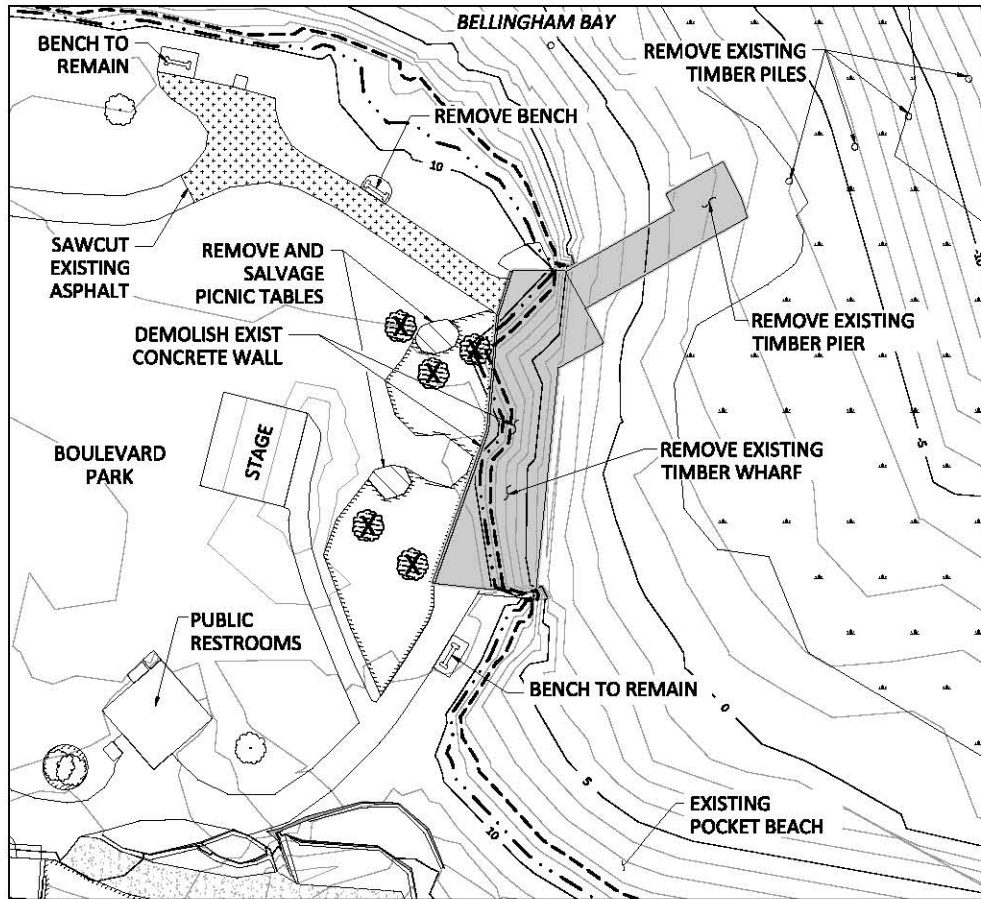 BELLINGHAM BAY
BENCH TO
REMAIN
REMOVE EXISTING
TIMBER PILES
REMOVE BENCH
10
SAWCUT
EXISTING
ASPHALT
REMOVE AND
SALVAGE
PICNIC TABLES
-10
DEMOLISH EXIST
CONCRETE WALL
REMOVE EXISTING
TIMBER PIER
BOULEVARD
PARK
STAGE
REMOVE EXISTING
TIMBER WHARF
-5
PUBLIC
RESTROOMS
BENCH TO REMAIN
0
5
EXISTING
POCKET BEACH
10